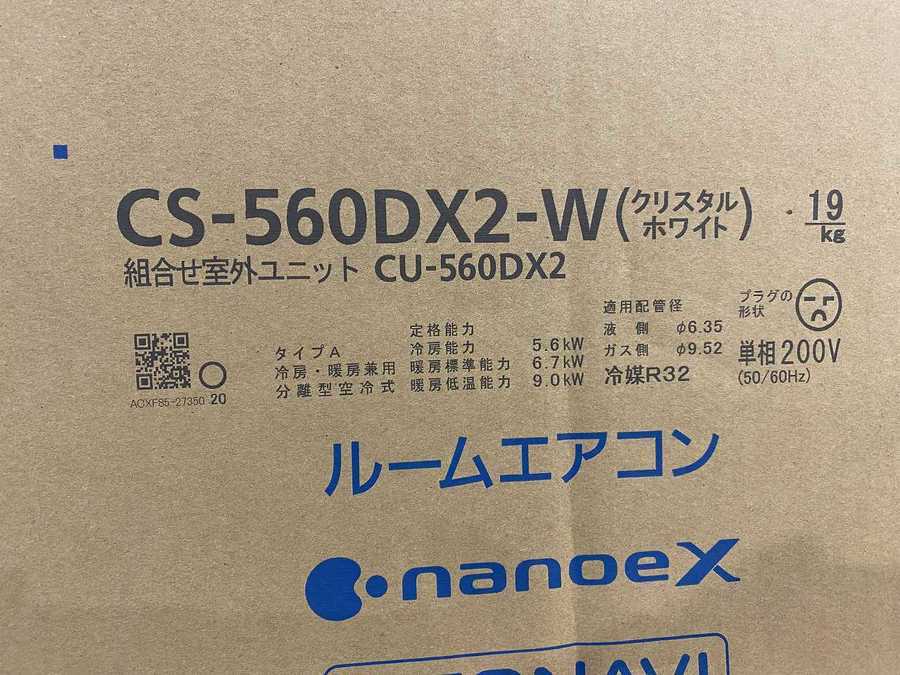 CS-560DX2-W(クリスタルホワイト) 19kg
組合せ室外ユニット CU-560DX2
ACXF85-27350 20
タイプA
冷房・暖房兼用
分離型空冷式
定格能力
冷房能力 5.6kW
暖房標準能力 6.7kW
暖房低温能力 9.0kW
適用配管径
液側 φ6.35
ガス側 φ9.52
冷媒R32
プラグの形状
単相200V
(50/60Hz)
ルームエアコン
nanoeX